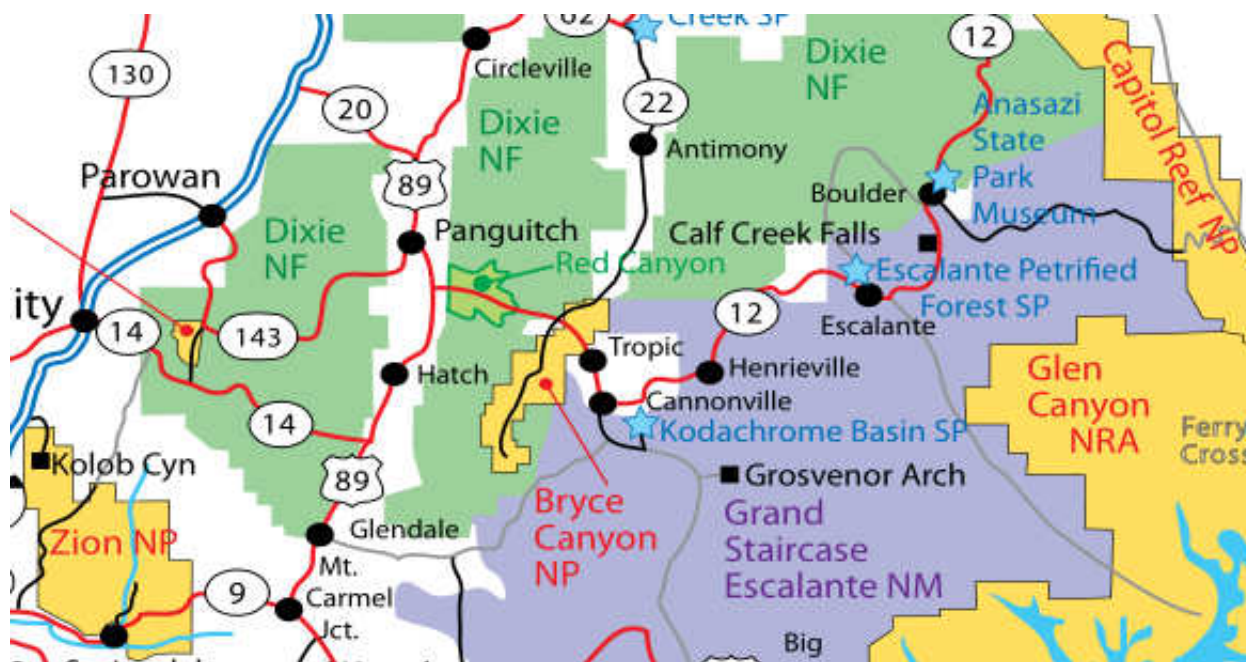 62
Creek SP
12
Circleville
Dixie
NF
130
20
Dixie
NF
22
Antimony
Anasazi
State
Park
Museum
Capitol Reef NP
Parowan
89
Boulder
Dixie
NF
Panguitch
Calf Creek Falls
Red Canyon
Escalante Petrified
Forest SP
ity
14
143
12
Escalante
Tropic
Hatch
Henrieville
Glen
Canyon
NRA
Cannonville
14
Kodachrome Basin SP
Ferry
Cross
Kolob Cyn
89
Grosvenor Arch
Bryce
Canyon
NP
Grand
Staircase
Escalante NM
Zion NP
Glendale
Mt.
Carmel
Jct.
9
Big